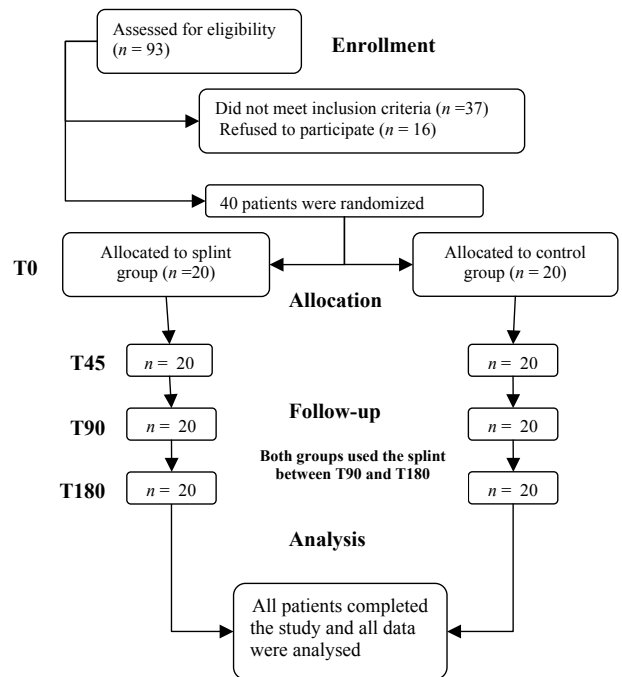 Assessed for eligibility
(n = 93)
Enrollment
Did not meet inclusion criteria (n =37)
Refused to participate (n = 16)
40 patients were randomized
T0
Allocated to splint
group (n =20)
Allocated to control
group (n = 20)
Allocation
T45
n = 20
n = 20
Follow-up
T90
n = 20
n = 20
Both groups used the splint
between T90 and T180
T180
n = 20
n = 20
Analysis
All patients completed
the study and all data
were analysed